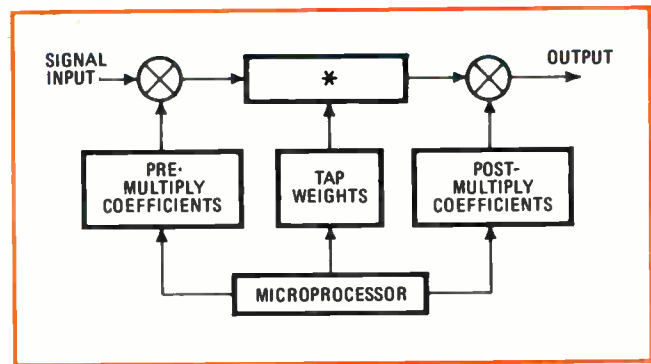 SIGNAL
INPUT
*
OUTPUT
PRE-
MULTIPLY
COEFFICIENTS
TAP
WEIGHTS
POST-
MULTIPLY
COEFFICIENTS
MICROPROCESSOR